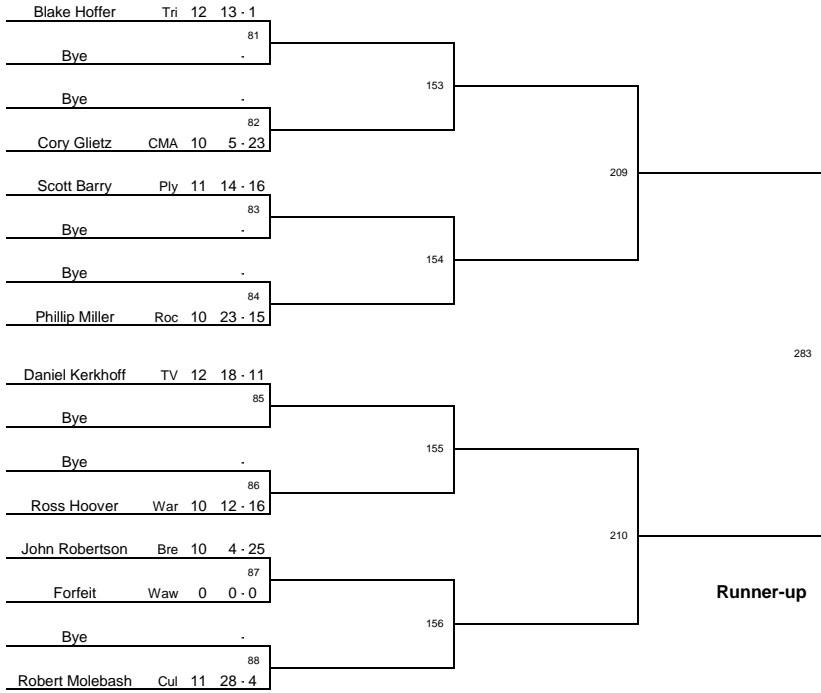 Blake Hoffer Tri 12 13 - 1
81
Bye -
153
Bye -
82
Cory Glietz CMA 10 5 - 23
209
Scott Barry Ply 11 14 - 16
83
Bye -
154
Bye -
84
Phillip Miller Roc 10 23 - 15
283
Daniel Kerkhoff TV 12 18 - 11
85
Bye
155
Bye -
86
Ross Hoover War 10 12 - 16
210
John Robertson Bre 10 4 - 25
87
Forfeit Waw 0 0 - 0
Runner-up
156
Bye -
88
Robert Molebash Cul 11 28 - 4